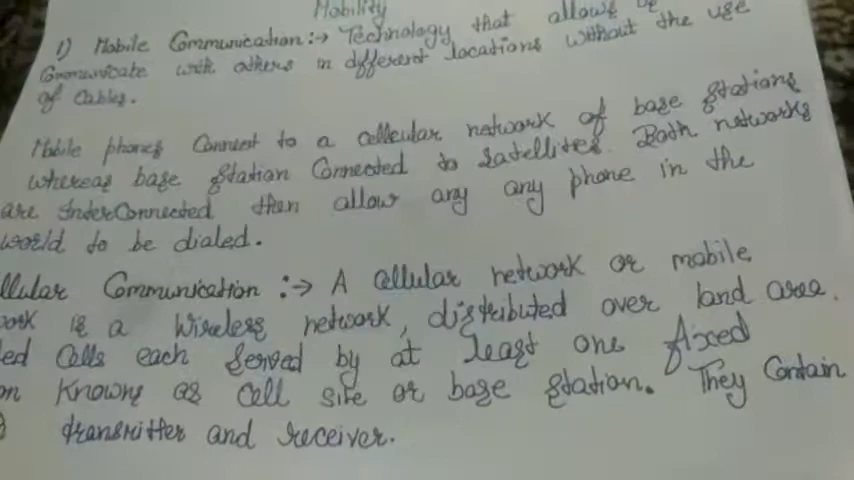 Mobility
1) Mobile Communication :→ Technology that allows us
Communicate with others in different locations without the use
of Cables.
Mobile phones Connect to a celleular network of base stations
whereas base station Connected to satellites. Both networks
are InterConnected then allow any any phone in the
world to be dialed.
llular Communication :→ A cellular network or mobile
work is a Wireless network, distributed over land area.
led Cells each served by at least one fixed
on Knowns as cell site or base station. They Contain
transmitter and receiver.